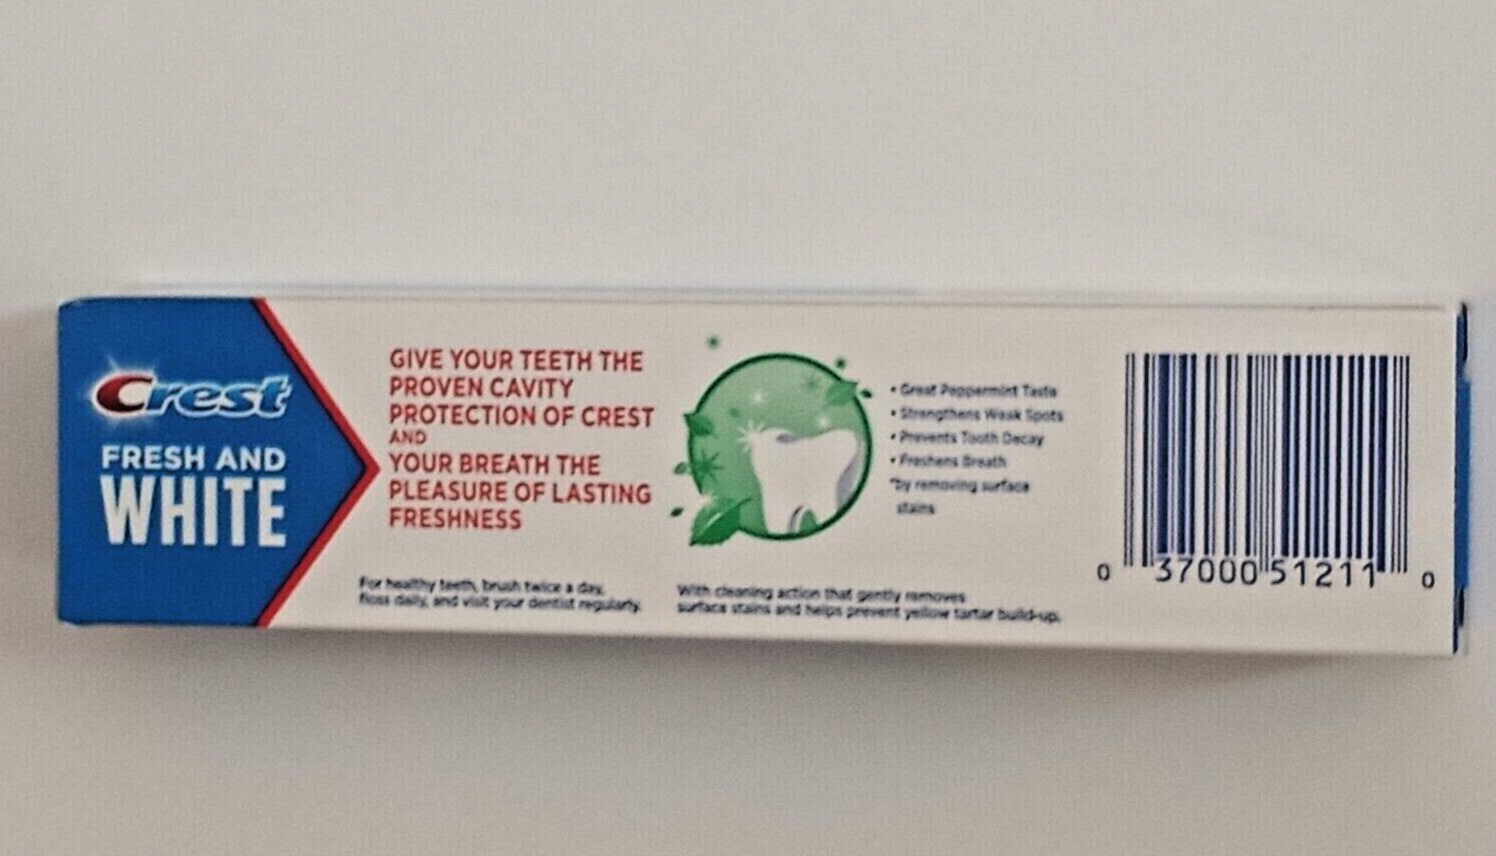 Crest
FRESH AND
WHITE
GIVE YOUR TEETH THE
PROVEN CAVITY
PROTECTION OF CREST
AND
YOUR BREATH THE
PLEASURE OF LASTING
FRESHNESS
For healthy teeth, brush twice a day,
floss daily, and visit your dentist regularly.
• Great Peppermint Taste
• Strengthens Weak Spots
• Prevents Tooth Decay
• Freshens Breath
*by removing surface
stains
With cleaning action that gently removes
surface stains and helps prevent yellow tartar build-up.
0 37000 51211 0